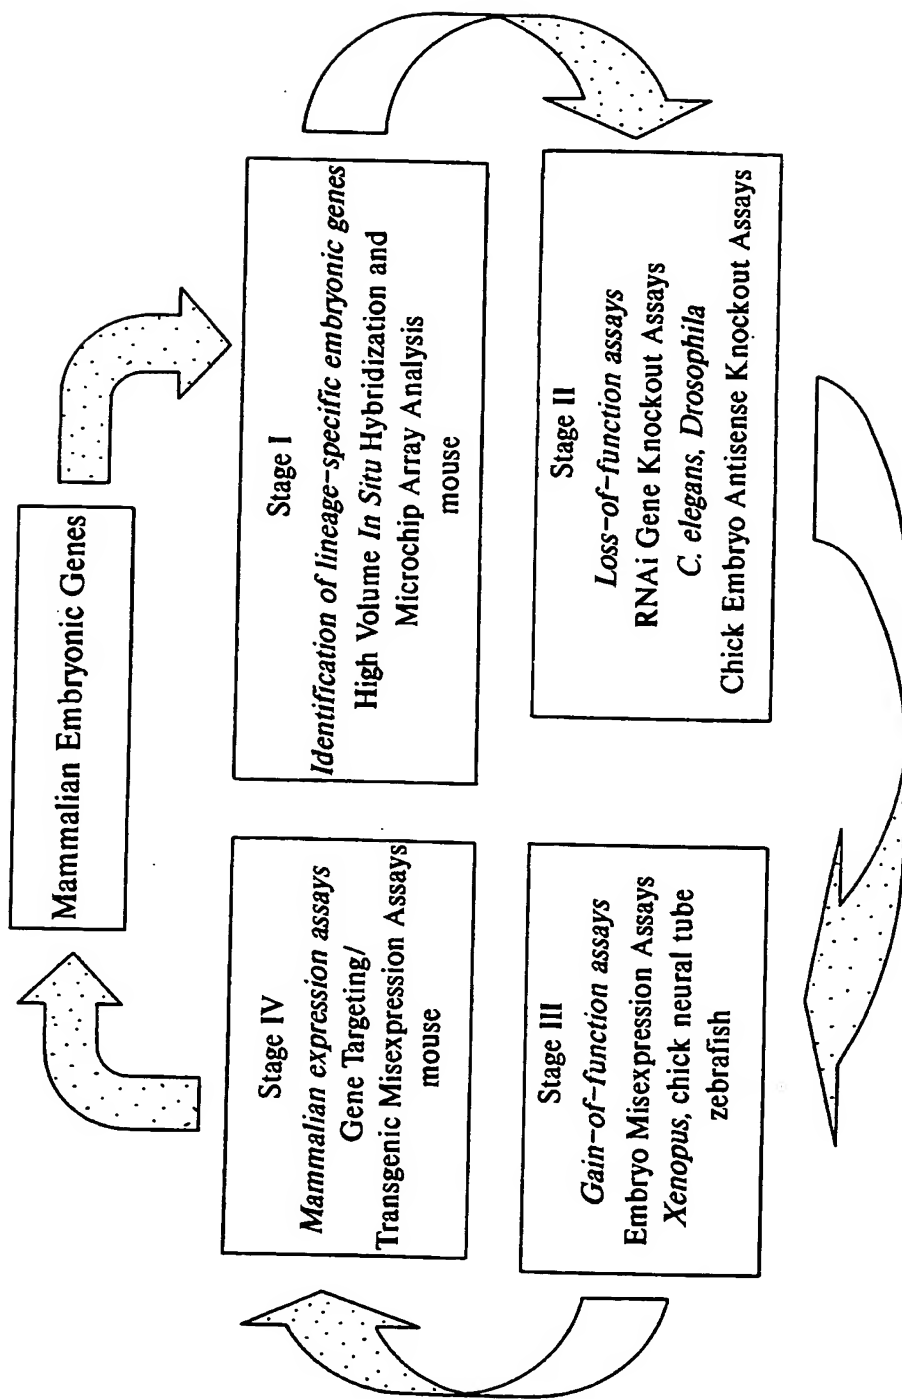 Mammalian Embryonic Genes
Stage I
Identification of lineage-specific embryonic genes
High Volume In Situ Hybridization and
Microchip Array Analysis
mouse
Stage II
Loss-of-function assays
RNAi Gene Knockout Assays
C. elegans, Drosophila
Chick Embryo Antisense Knockout Assays
Stage III
Gain-of-function assays
Embryo Misexpression Assays
Xenopus, chick neural tube
zebrafish
Stage IV
Mammalian expression assays
Gene Targeting/
Transgenic Misexpression Assays
mouse